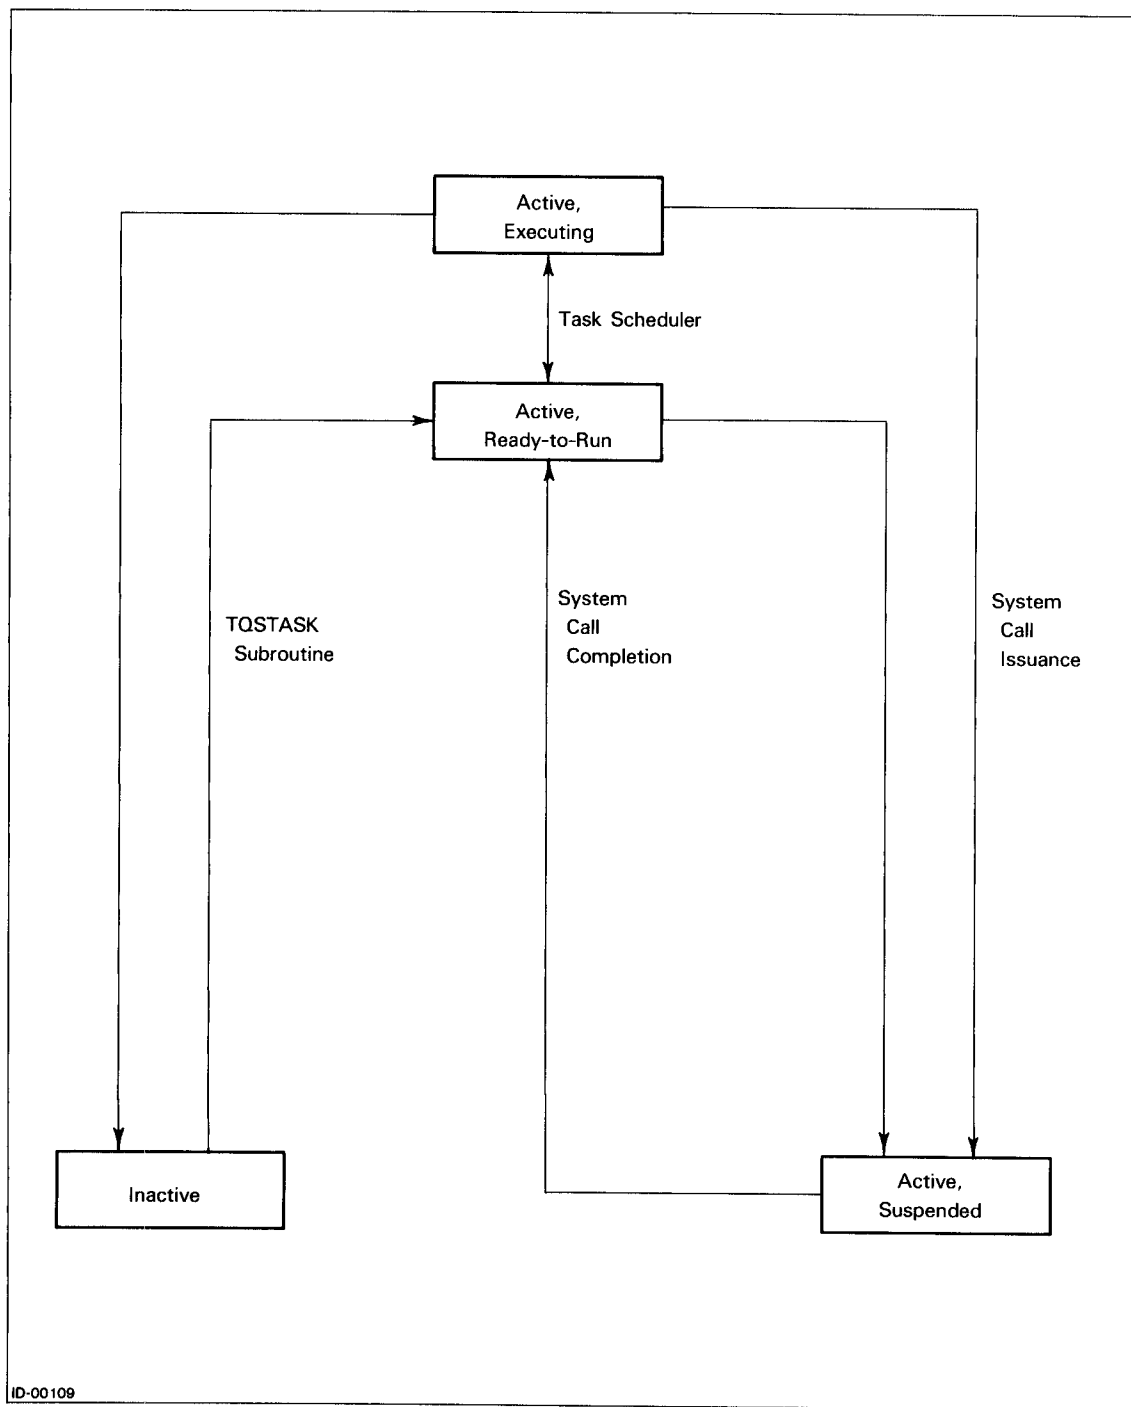 Active,
Executing
Task Scheduler
Active,
Ready-to-Run
TQSTASK
Subroutine
System
Call
Completion
System
Call
Issuance
Inactive
Active,
Suspended
ID-00109